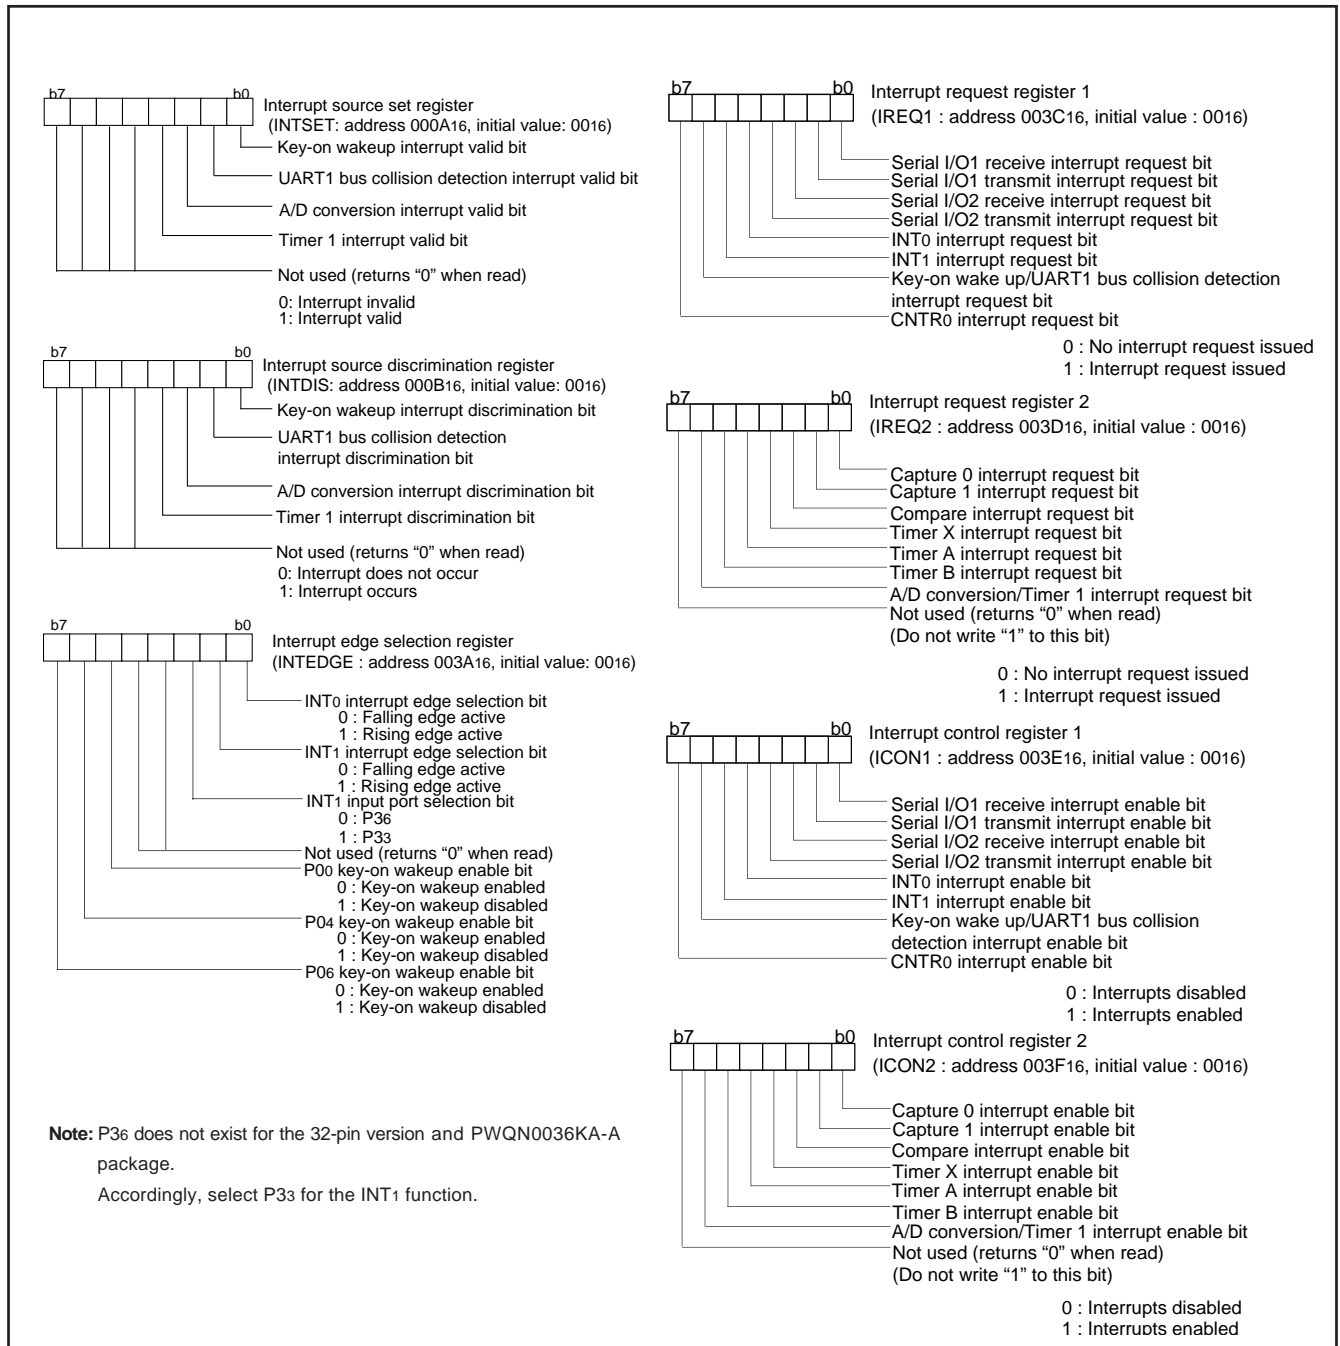 b7 b0
Interrupt source set register
(INTSET: address 000A16, initial value: 0016)
Key-on wakeup interrupt valid bit
UART1 bus collision detection interrupt valid bit
A/D conversion interrupt valid bit
Timer 1 interrupt valid bit
Not used (returns “0” when read)
0: Interrupt invalid
1: Interrupt valid
b7 b0
Interrupt source discrimination register
(INTDIS: address 000B16, initial value: 0016)
Key-on wakeup interrupt discrimination bit
UART1 bus collision detection
interrupt discrimination bit
A/D conversion interrupt discrimination bit
Timer 1 interrupt discrimination bit
Not used (returns “0” when read)
0: Interrupt does not occur
1: Interrupt occurs
b7 b0
Interrupt edge selection register
(INTEDGE : address 003A16, initial value: 0016)
INT0 interrupt edge selection bit
0 : Falling edge active
1 : Rising edge active
INT1 interrupt edge selection bit
0 : Falling edge active
1 : Rising edge active
INT1 input port selection bit
0 : P36
1 : P33
Not used (returns “0” when read)
P00 key-on wakeup enable bit
0 : Key-on wakeup enabled
1 : Key-on wakeup disabled
P04 key-on wakeup enable bit
0 : Key-on wakeup enabled
1 : Key-on wakeup disabled
P06 key-on wakeup enable bit
0 : Key-on wakeup enabled
1 : Key-on wakeup disabled
Note: P36 does not exist for the 32-pin version and PWQN0036KA-A
package.
Accordingly, select P33 for the INT1 function.
b7 b0
Interrupt request register 1
(IREQ1 : address 003C16, initial value : 0016)
Serial I/O1 receive interrupt request bit
Serial I/O1 transmit interrupt request bit
Serial I/O2 receive interrupt request bit
Serial I/O2 transmit interrupt request bit
INT0 interrupt request bit
INT1 interrupt request bit
Key-on wake up/UART1 bus collision detection
interrupt request bit
CNTR0 interrupt request bit
0 : No interrupt request issued
1 : Interrupt request issued
b7 b0
Interrupt request register 2
(IREQ2 : address 003D16, initial value : 0016)
Capture 0 interrupt request bit
Capture 1 interrupt request bit
Compare interrupt request bit
Timer X interrupt request bit
Timer A interrupt request bit
Timer B interrupt request bit
A/D conversion/Timer 1 interrupt request bit
Not used (returns “0” when read)
(Do not write “1” to this bit)
0 : No interrupt request issued
1 : Interrupt request issued
b7 b0
Interrupt control register 1
(ICON1 : address 003E16, initial value : 0016)
Serial I/O1 receive interrupt enable bit
Serial I/O1 transmit interrupt enable bit
Serial I/O2 receive interrupt enable bit
Serial I/O2 transmit interrupt enable bit
INT0 interrupt enable bit
INT1 interrupt enable bit
Key-on wake up/UART1 bus collision
detection interrupt enable bit
CNTR0 interrupt enable bit
0 : Interrupts disabled
1 : Interrupts enabled
b7 b0
Interrupt control register 2
(ICON2 : address 003F16, initial value : 0016)
Capture 0 interrupt enable bit
Capture 1 interrupt enable bit
Compare interrupt enable bit
Timer X interrupt enable bit
Timer A interrupt enable bit
Timer B interrupt enable bit
A/D conversion/Timer 1 interrupt enable bit
Not used (returns “0” when read)
(Do not write “1” to this bit)
0 : Interrupts disabled
1 : Interrupts enabled